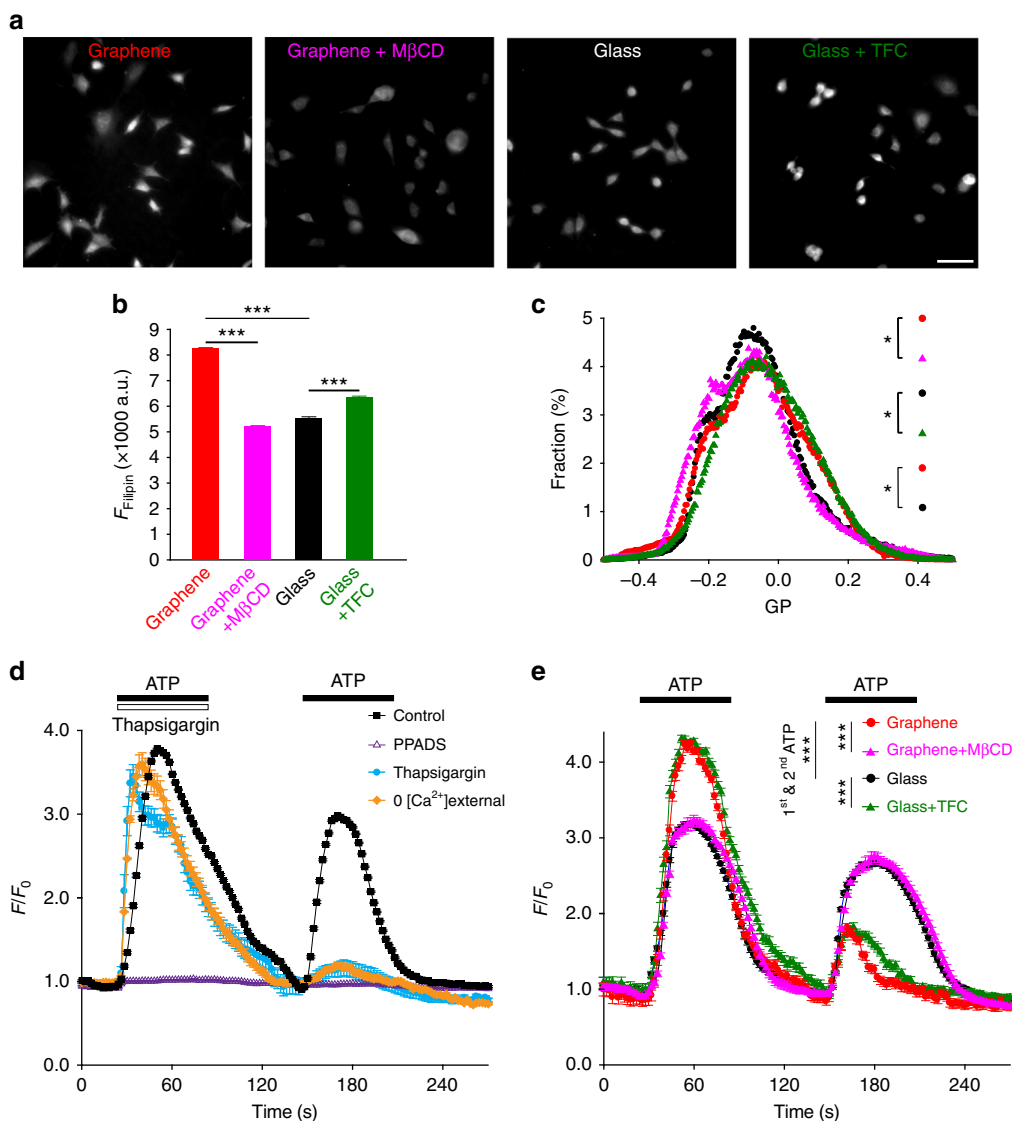 a
Graphene
Graphene + MβCD
Glass
Glass + TFC
b
***
***
***
F Filipin (×1000 a.u.)
9
8
7
6
5
4
3
2
1
0
Graphene
Graphene
+MβCD
Glass
Glass
+TFC
c
Fraction (%)
5
4
3
2
1
0
−0.4
−0.2
0.0
0.2
0.4
GP
*
*
*
d
ATP
ATP
Thapsigargin
Control
PPADS
Thapsigargin
0 [Ca²⁺]external
F/F₀
4.0
3.0
2.0
1.0
0.0
0
60
120
180
240
Time (s)
e
ATP
ATP
1ˢᵗ & 2ⁿᵈ ATP
***
***
***
Graphene
Graphene+MβCD
Glass
Glass+TFC
F/F₀
4.0
3.0
2.0
1.0
0.0
0
60
120
180
240
Time (s)